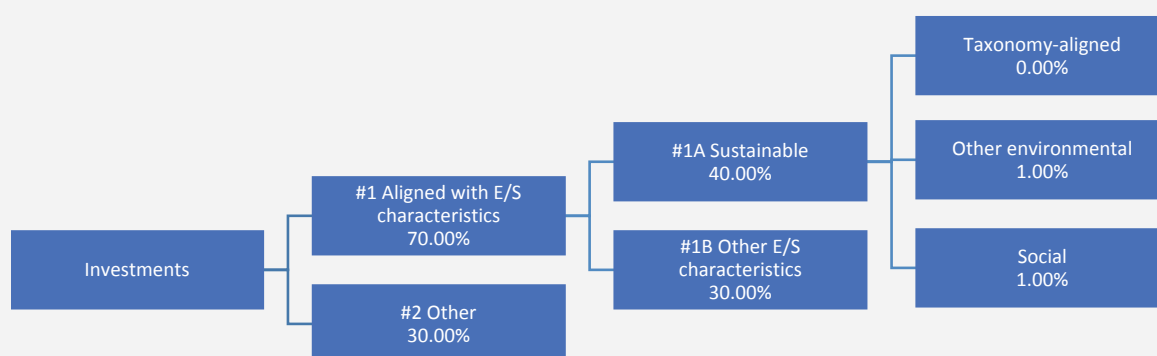 Investments
#1 Aligned with E/S
characteristics
70.00%
#2 Other
30.00%
#1A Sustainable
40.00%
#1B Other E/S
characteristics
30.00%
Taxonomy-aligned
0.00%
Other environmental
1.00%
Social
1.00%